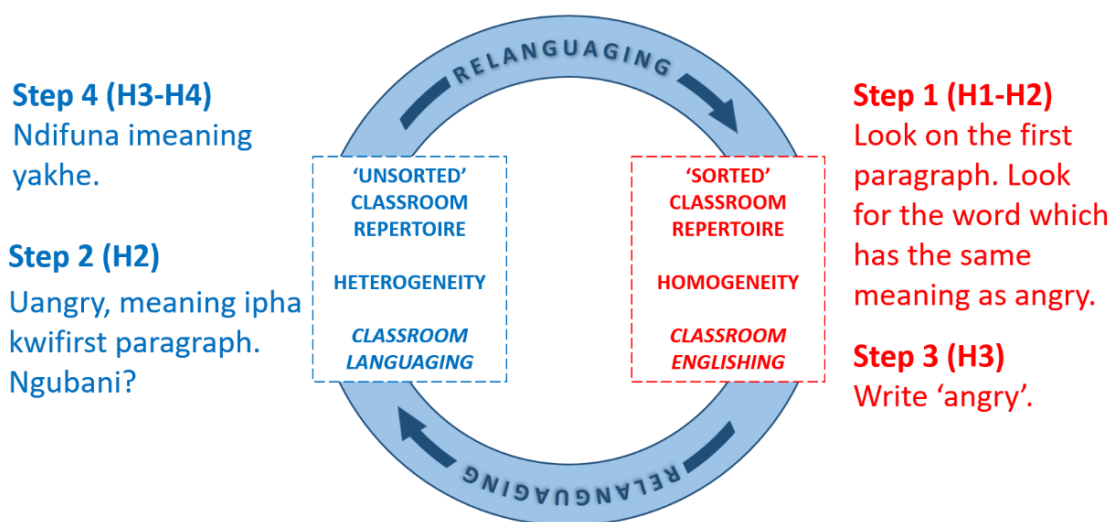 RELANGUAGING
Step 4 (H3-H4)
Ndifuna imeaning
yakhe.
Step 2 (H2)
Uangry, meaning ipha
kwifirst paragraph.
Ngubani?
‘UNSORTED’
CLASSROOM
REPERTOIRE
HETEROGENEITY
CLASSROOM
LANGUAGING
‘SORTED’
CLASSROOM
REPERTOIRE
HOMOGENEITY
CLASSROOM
ENGLISHING
Step 1 (H1-H2)
Look on the first
paragraph. Look
for the word which
has the same
meaning as angry.
Step 3 (H3)
Write ‘angry’.
RELANGUAGING